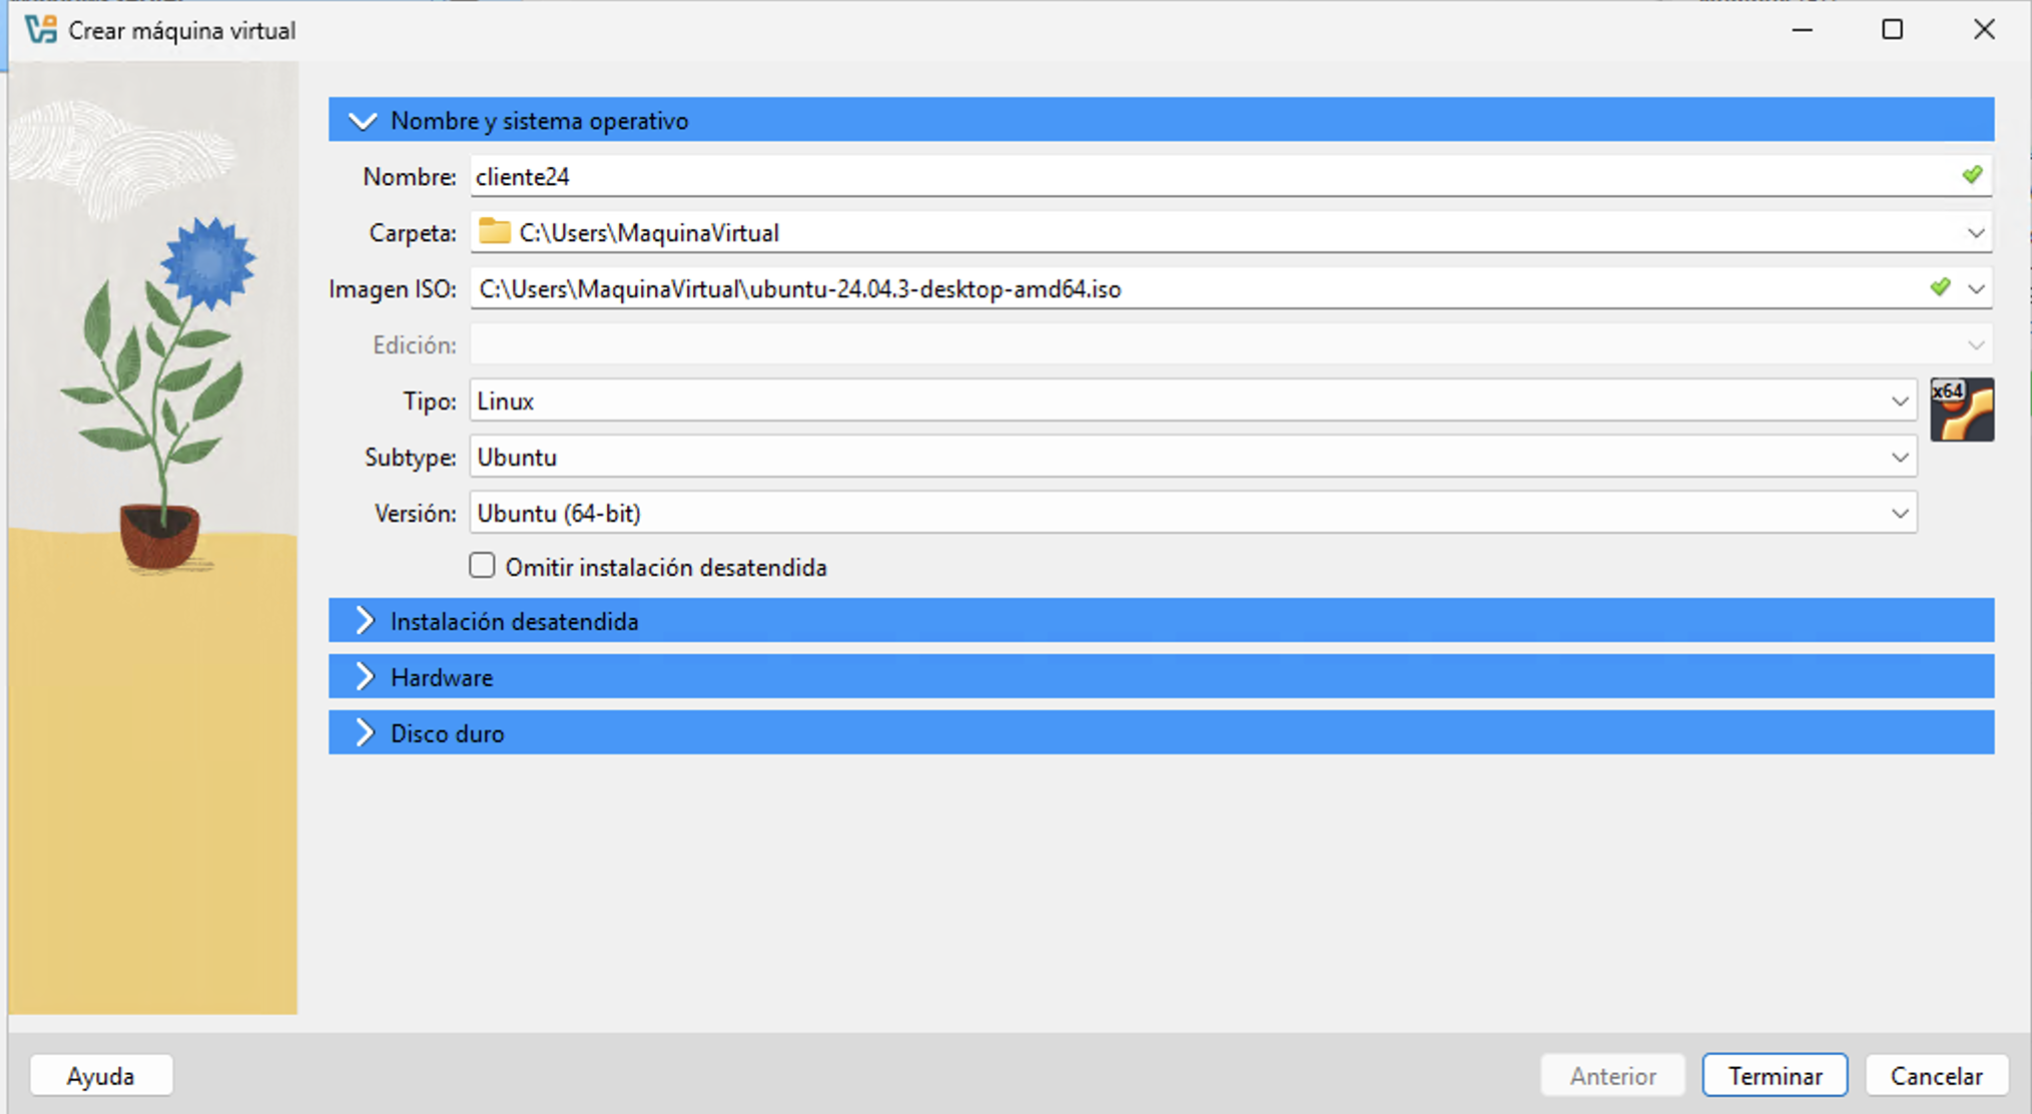 Crear máquina virtual
Nombre y sistema operativo
Nombre: cliente24
Carpeta: C:\Users\MaquinaVirtual
Imagen ISO: C:\Users\MaquinaVirtual\ubuntu-24.04.3-desktop-amd64.iso
Edición:
Tipo: Linux
x64
Subtype: Ubuntu
Versión: Ubuntu (64-bit)
Omitir instalación desatendida
Instalación desatendida
Hardware
Disco duro
Ayuda Anterior Terminar Cancelar